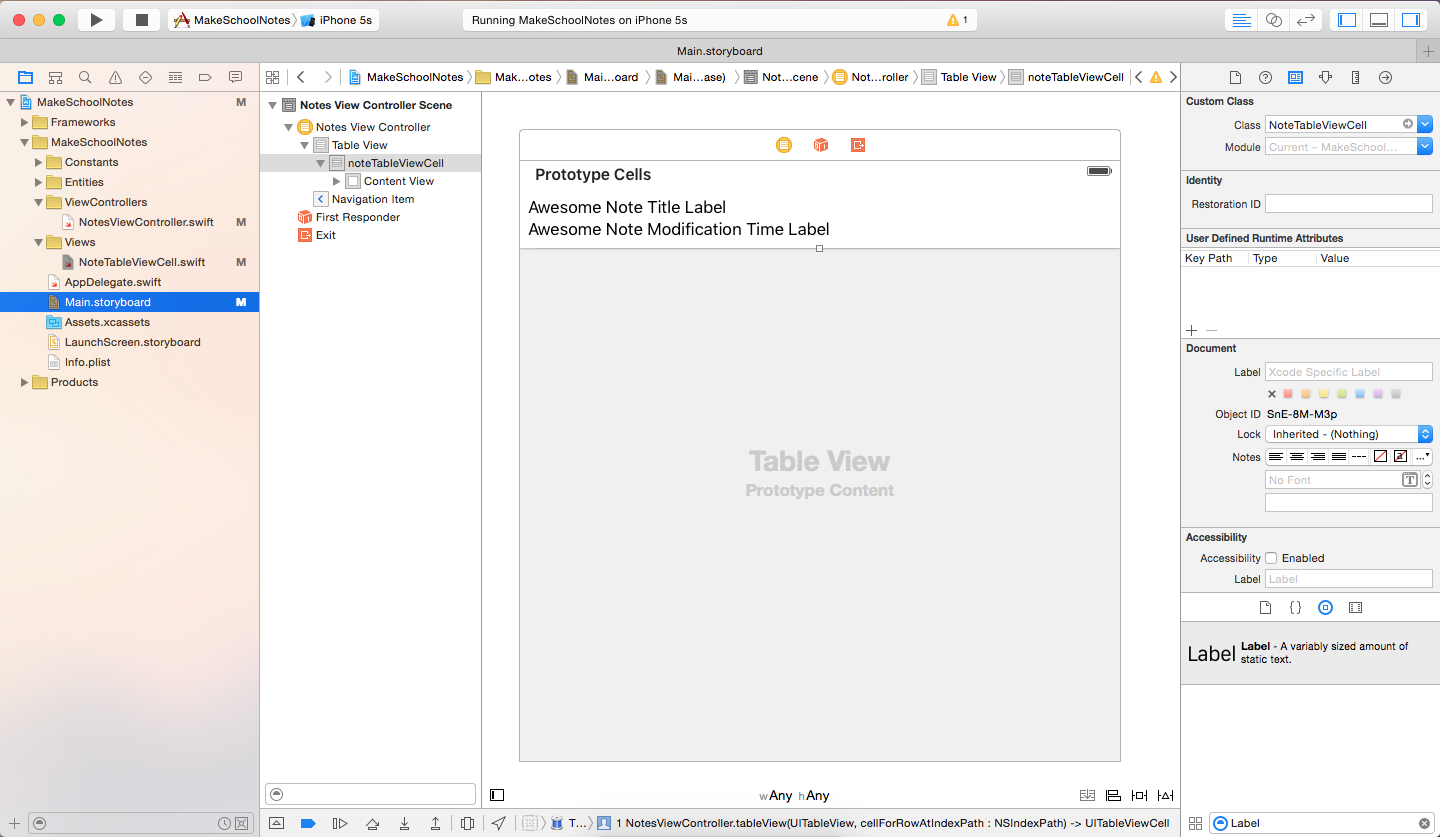 MakeSchoolNotes iPhone 5s
Running MakeSchoolNotes on iPhone 5s
1
Main.storyboard
MakeSchoolNotes Mak...otes Mai...oard Mai...ase) Not...cene Not...roller Table View noteTableViewCell
MakeSchoolNotes M
Frameworks
MakeSchoolNotes
Constants
Entities
ViewControllers
NotesViewController.swift M
Views
NoteTableViewCell.swift M
AppDelegate.swift
Main.storyboard M
Assets.xcassets
LaunchScreen.storyboard
Info.plist
Products
Notes View Controller Scene
Notes View Controller
Table View
noteTableViewCell
Content View
Navigation Item
First Responder
Exit
Prototype Cells
Awesome Note Title Label
Awesome Note Modification Time Label
Table View
Prototype Content
wAny hAny
T... 1 NotesViewController.tableView(UITableView, cellForRowAtIndexPath : NSIndexPath) -> UITableViewCell
Custom Class
Class NoteTableViewCell
Module Current – MakeSchool...
Identity
Restoration ID
User Defined Runtime Attributes
Key Path Type Value
Document
Label Xcode Specific Label
Object ID SnE-8M-M3p
Lock Inherited - (Nothing)
Notes
No Font
Accessibility
Accessibility Enabled
Label Label
Label Label - A variably sized amount of
static text.
Label